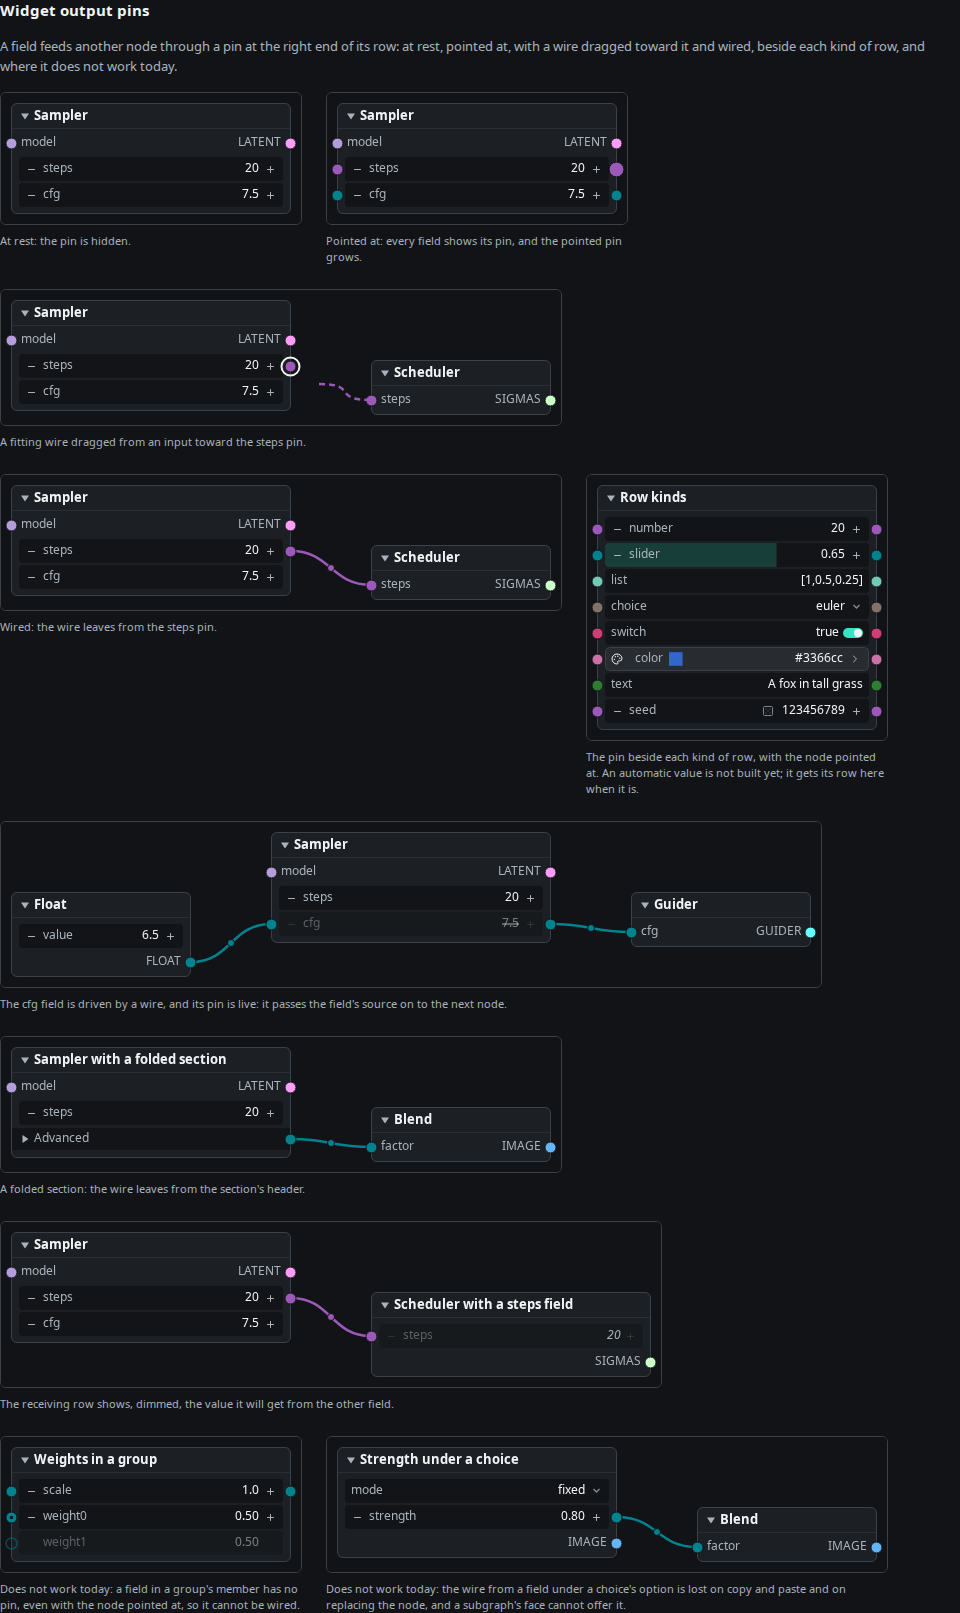 Widget output pins
A field feeds another node through a pin at the right end of its row: at rest, pointed at, with a wire dragged toward it and wired, beside each kind of row, and
where it does not work today.
Sampler
model LATENT
− steps 20 +
− cfg 7.5 +
At rest: the pin is hidden.
Sampler
model LATENT
− steps 20 +
− cfg 7.5 +
Pointed at: every field shows its pin, and the pointed pin
grows.
Sampler
model LATENT
− steps 20 +
− cfg 7.5 +
Scheduler
steps SIGMAS
A fitting wire dragged from an input toward the steps pin.
Sampler
model LATENT
− steps 20 +
− cfg 7.5 +
Scheduler
steps SIGMAS
Wired: the wire leaves from the steps pin.
Row kinds
− number 20 +
− slider 0.65 +
list [1,0.5,0.25]
choice euler
switch true
color #3366cc
text A fox in tall grass
− seed 123456789 +
The pin beside each kind of row, with the node pointed
at. An automatic value is not built yet; it gets its row here
when it is.
Float
− value 6.5 +
FLOAT
Sampler
model LATENT
− steps 20 +
− cfg 7.5 +
Guider
cfg GUIDER
The cfg field is driven by a wire, and its pin is live: it passes the field's source on to the next node.
Sampler with a folded section
model LATENT
− steps 20 +
Advanced
Blend
factor IMAGE
A folded section: the wire leaves from the section's header.
Sampler
model LATENT
− steps 20 +
− cfg 7.5 +
Scheduler with a steps field
− steps 20 +
SIGMAS
The receiving row shows, dimmed, the value it will get from the other field.
Weights in a group
− scale 1.0 +
− weight0 0.50 +
weight1 0.50
Does not work today: a field in a group's member has no
pin, even with the node pointed at, so it cannot be wired.
Strength under a choice
mode fixed
− strength 0.80 +
IMAGE
Blend
factor IMAGE
Does not work today: the wire from a field under a choice's option is lost on copy and paste and on
replacing the node, and a subgraph's face cannot offer it.